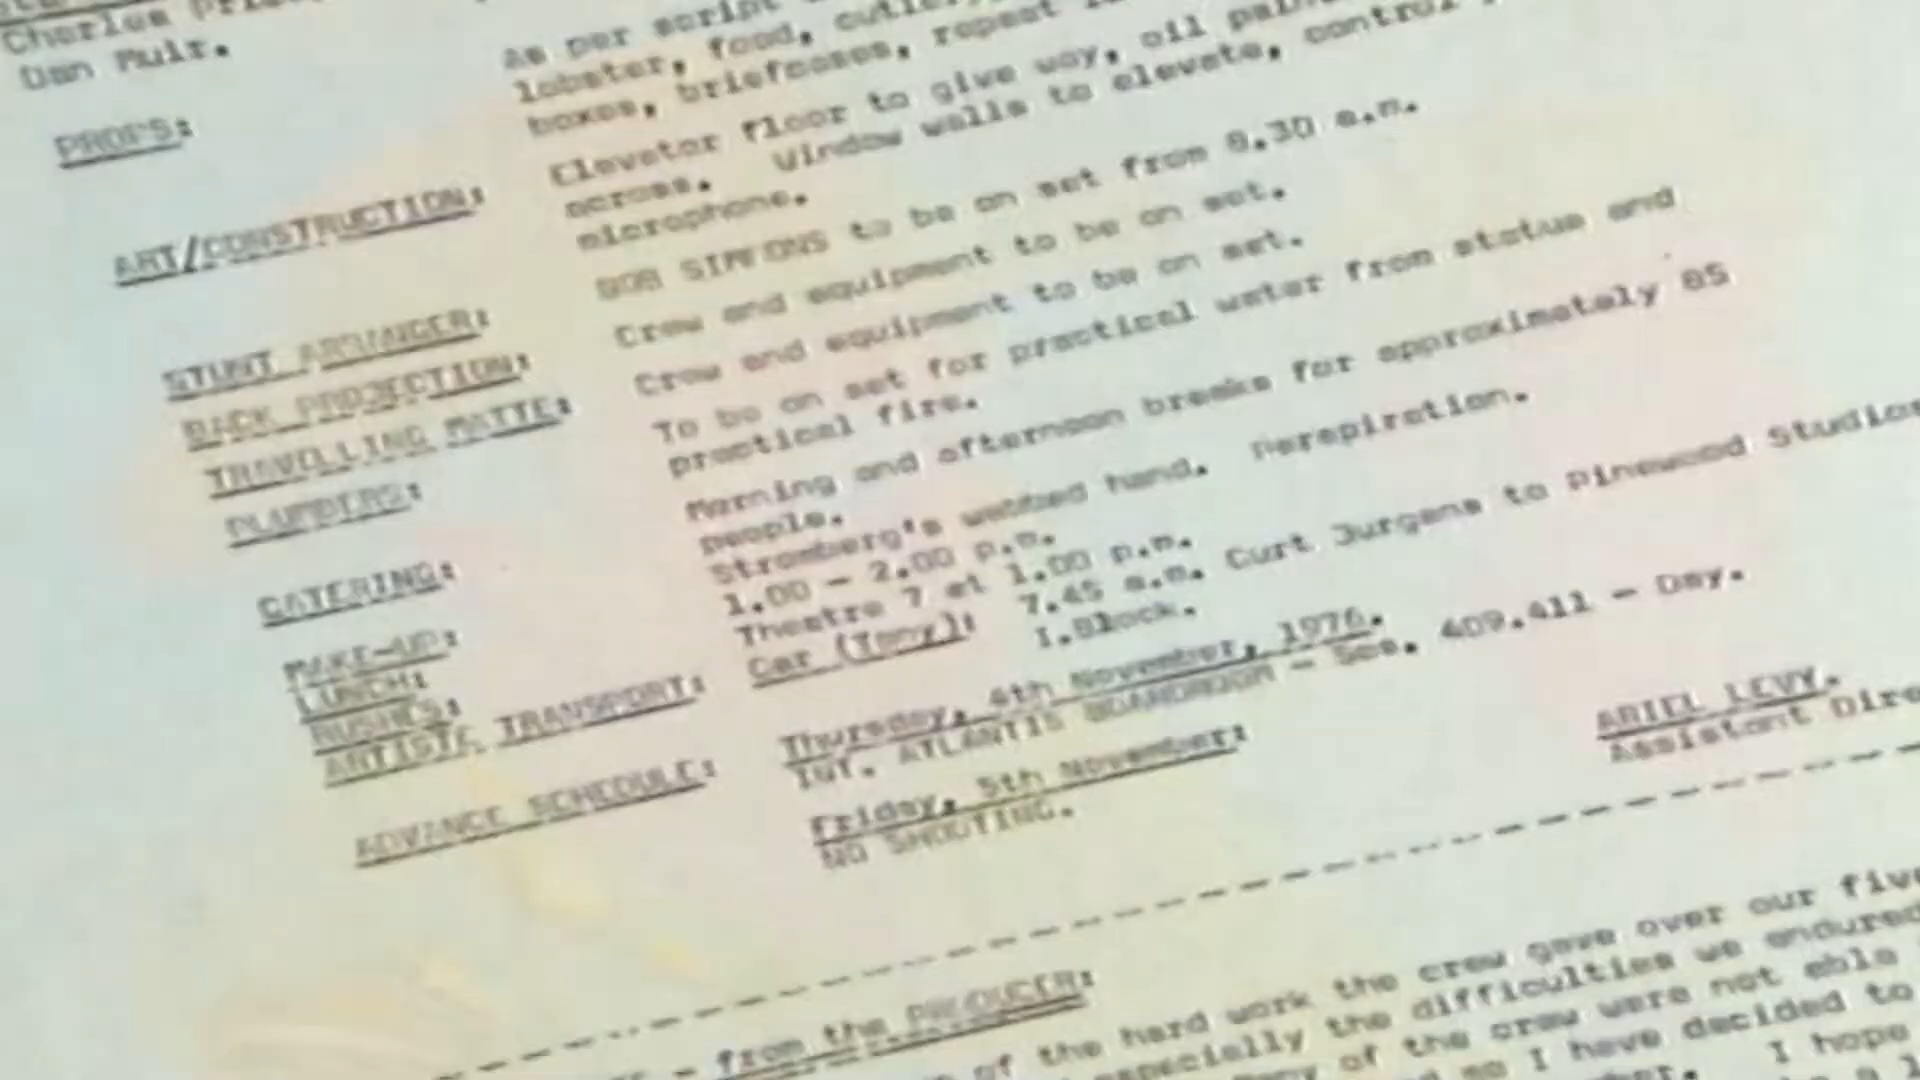 Dan Muir.
PROPS: As per script
lobster, food, cutlery,
boxes, briefcases, repeat
ART/CONSTRUCTION: Elevator floor to give way, oil
across. Window walls to elevate, control
microphone.
STUNT ARRANGER: BOB SIMMONS to be on set from 8.30 a.m.
BACK PROJECTION: Crew and equipment to be on set.
TRAVELLING MATTE: Crew and equipment to be on set.
PLUMBERS: To be on set for practical water from statue and
practical fire.
CATERING: Morning and afternoon breaks for approximately 85
people.
MAKE-UP: Stromberg's webbed hand. Perspiration.
LUNCH: 1.00 - 2.00 p.m.
RUSHES: Theatre 7 at 1.00 p.m.
ARTISTE TRANSPORT: Car (Tony): 7.45 a.m. Curt Jurgens to Pinewood Studios
I.Block.
ADVANCE SCHEDULE: Thursday, 4th November, 1976.
INT. ATLANTIS BOARDROOM - Scs. 409.411 - Day.
Friday, 5th November:
NO SHOOTING.
ARIEL LEVY.
Assistant
- from the PRODUCER:
of the hard work the crew gave over our five
especially the difficulties we endured
of the crew were not able
so I have decided to
I hope